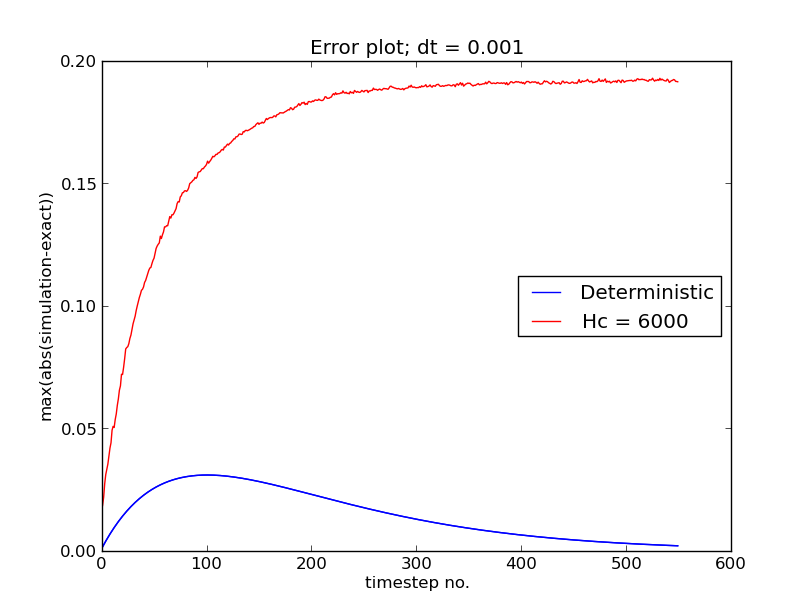 Error plot; dt = 0.001
max(abs(simulation-exact))
0.20
0.15
0.10
0.05
0.00
Deterministic
Hc = 6000
0 100 200 300 400 500 600
timestep no.